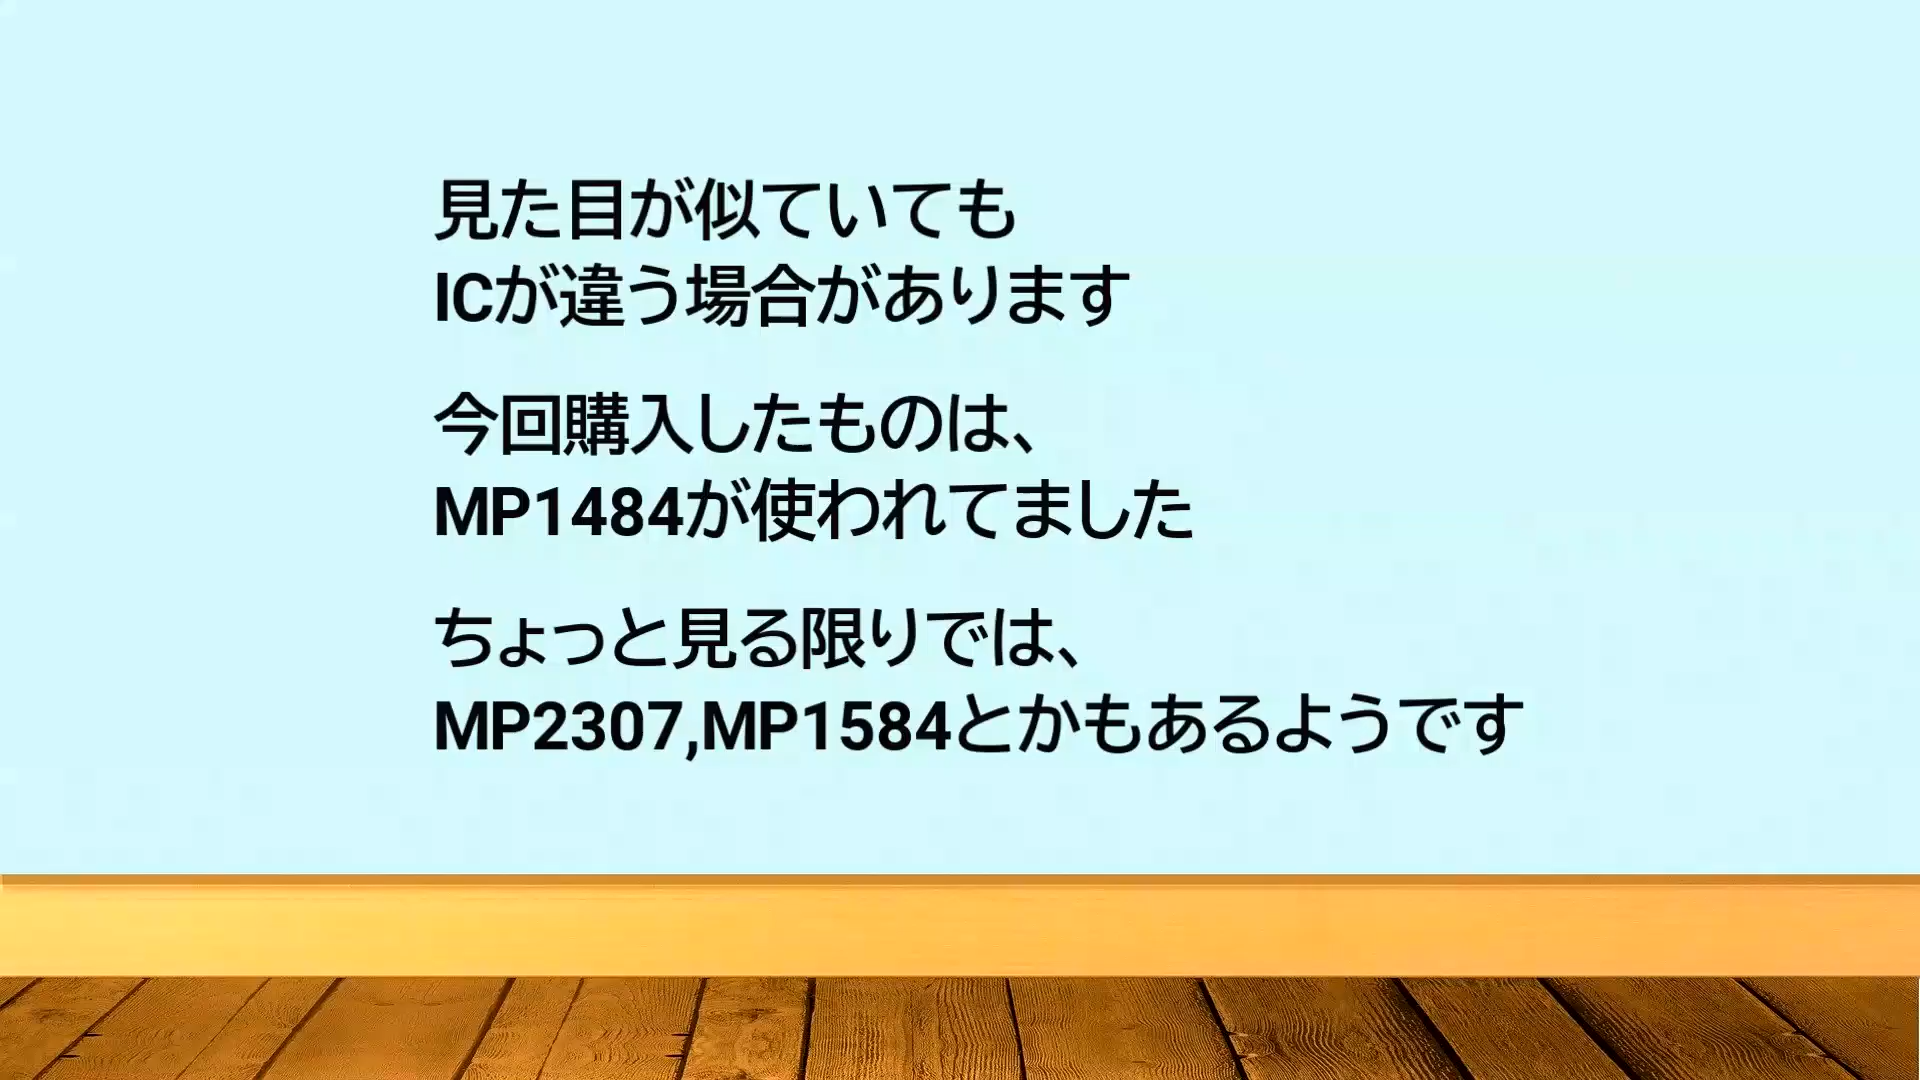 見た目が似ていても
ICが違う場合があります
今回購入したものは、
MP1484が使われてました
ちょっと見る限りでは、
MP2307,MP1584とかもあるようです